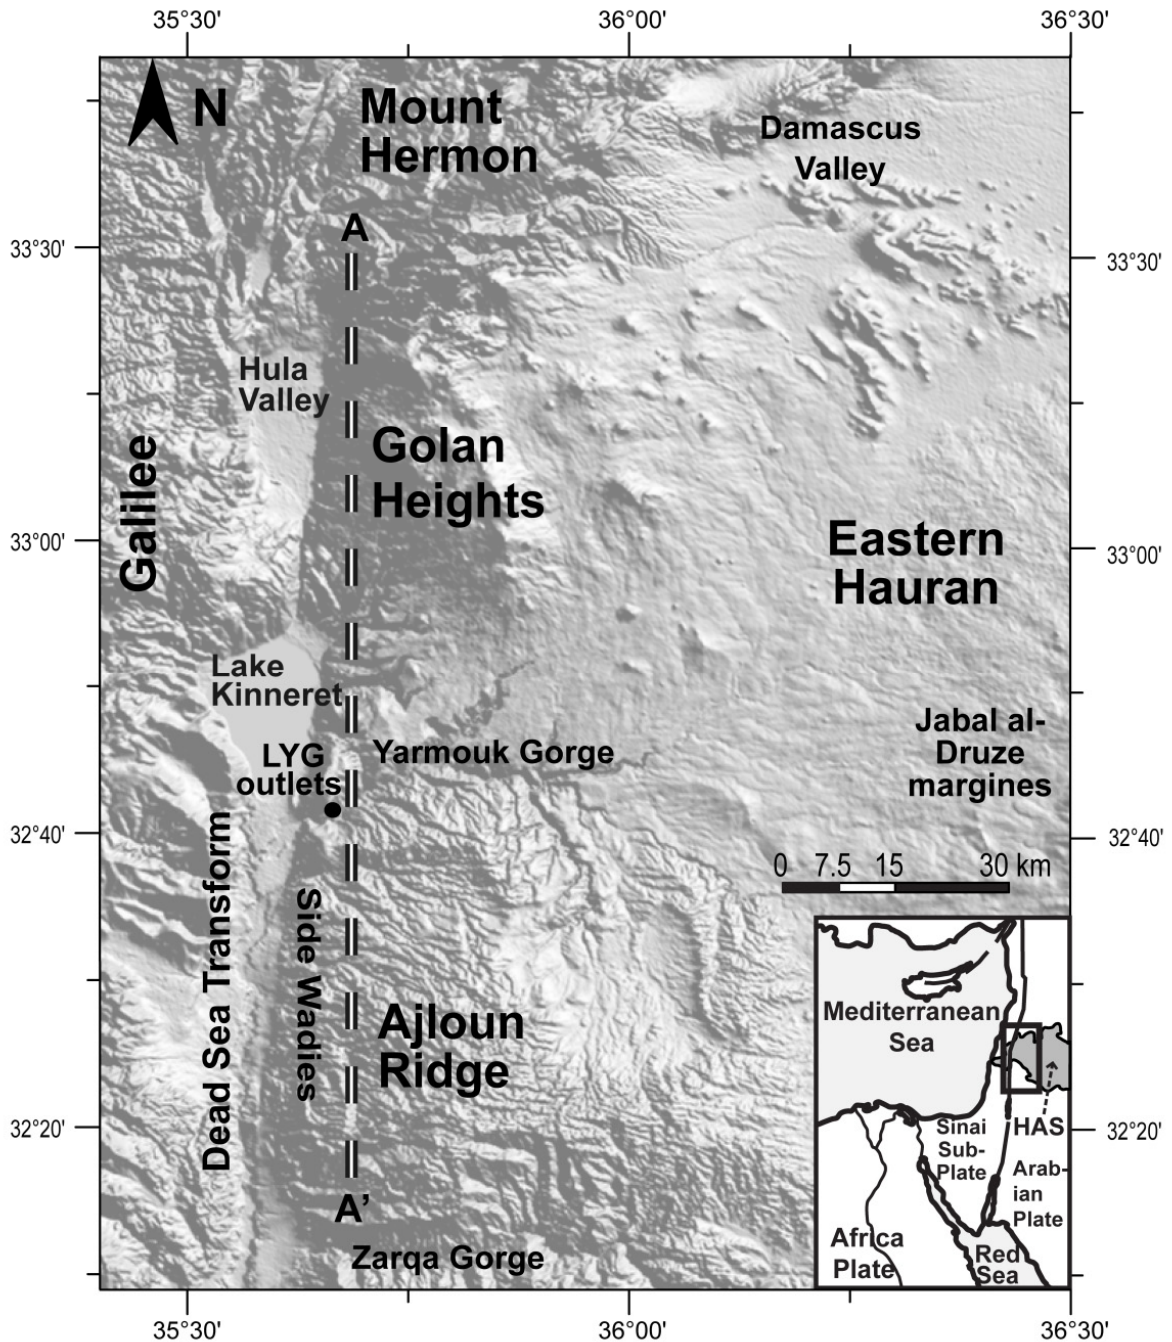 35°30'
36°00'
36°30'
N
Mount
Hermon
Damascus
Valley
A
33°30'
33°30'
Hula
Valley
Golan
Heights
Galilee
33°00'
33°00'
Eastern
Hauran
Lake
Kinneret
LYG
outlets
Yarmouk Gorge
Jabal al-
Druze
margines
32°40'
32°40'
0 7.5 15 30 km
Dead Sea Transform
Side Wadies
Ajloun
Ridge
Mediterranean
Sea
32°20'
32°20'
Sinai
Sub-
Plate
HAS
Arab-
ian
Plate
Africa
Plate
Red
Sea
A’
Zarqa Gorge
35°30'
36°00'
36°30'